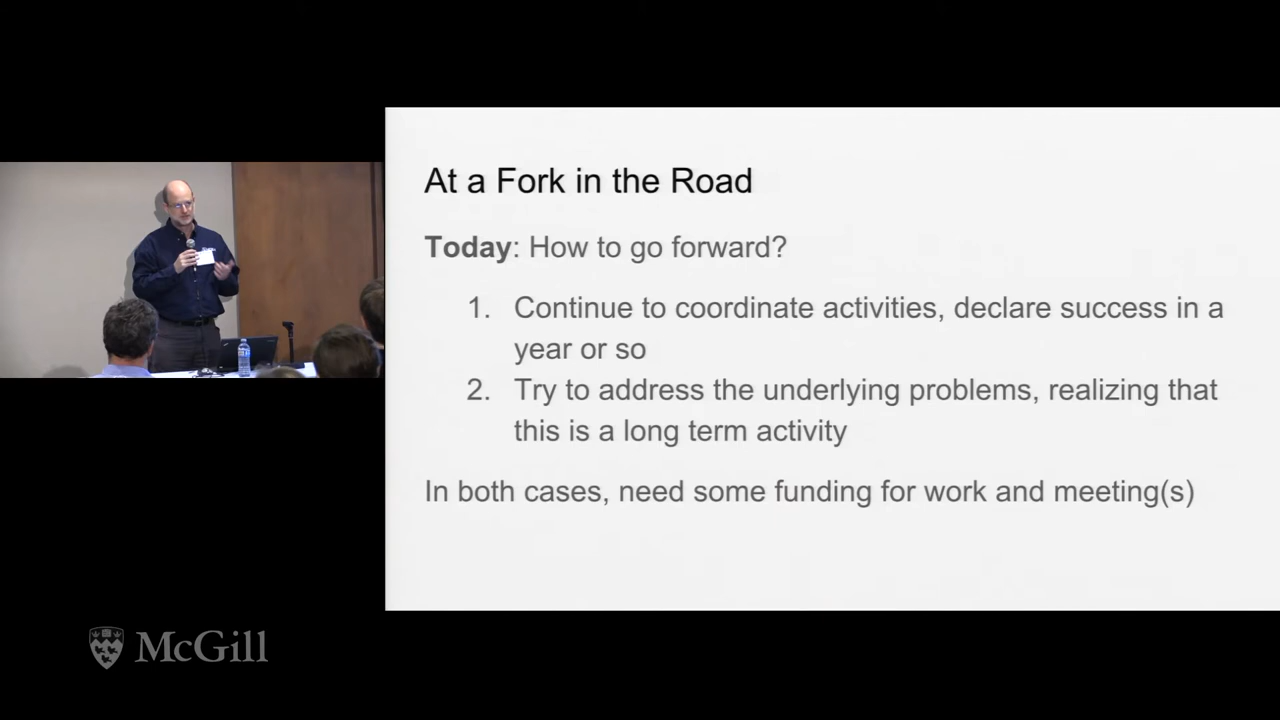 At a Fork in the Road
Today: How to go forward?
1. Continue to coordinate activities, declare success in a
year or so
2. Try to address the underlying problems, realizing that
this is a long term activity
In both cases, need some funding for work and meeting(s)
McGill